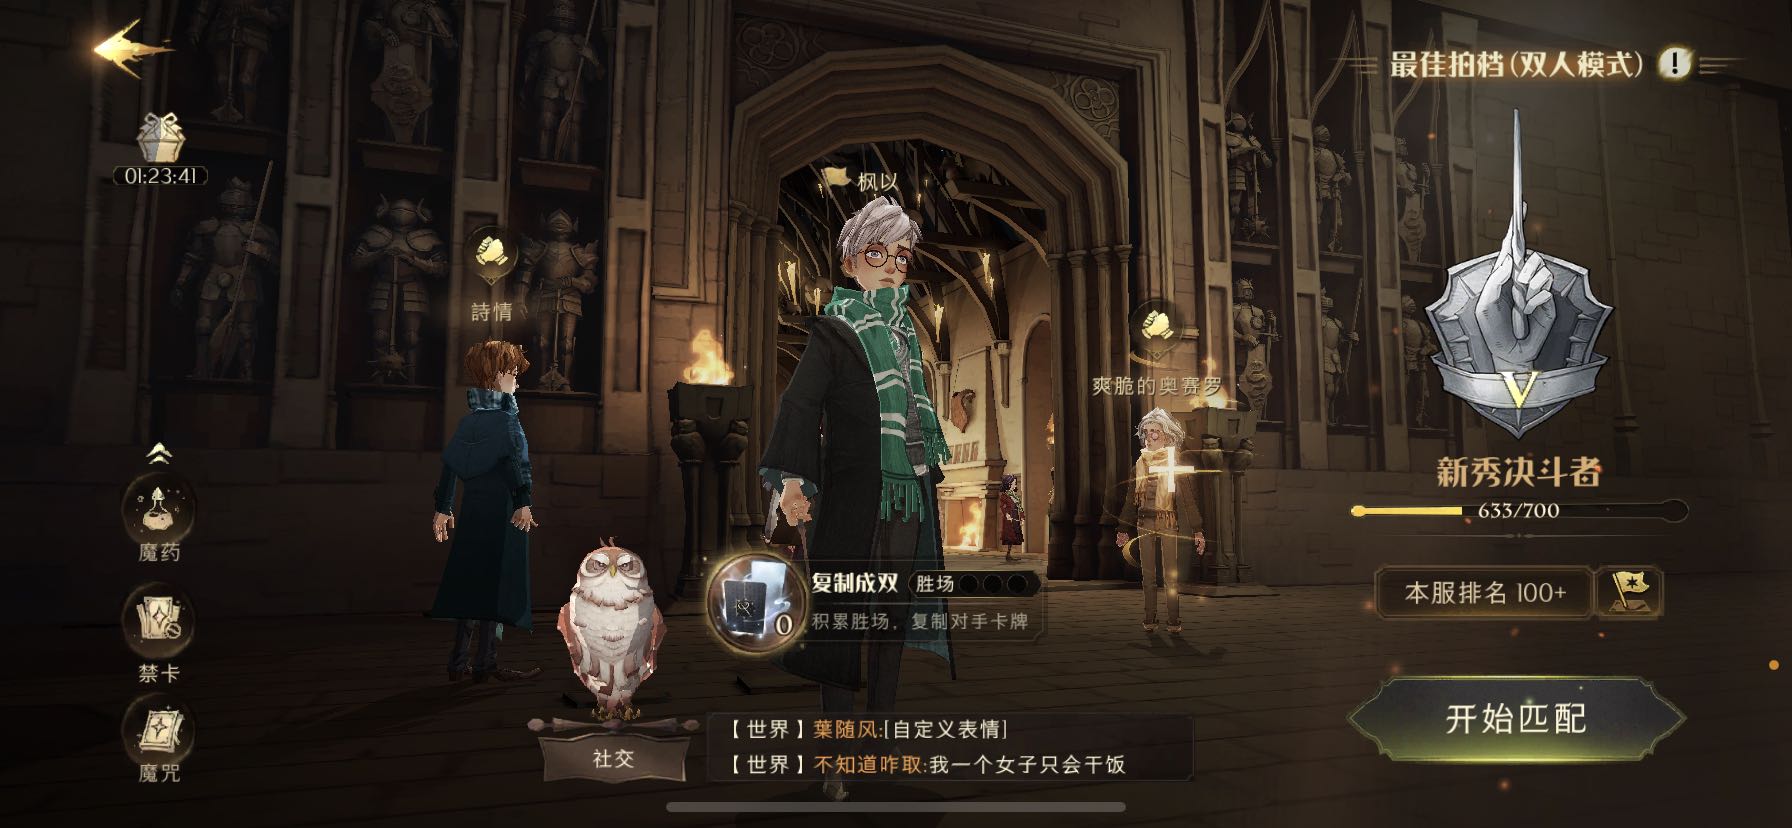 最佳拍档(双人模式)
01:23:41
枫以
詩情
爽脆的奥赛罗
V
新秀决斗者
633/700
本服排名 100+
魔药
禁卡
魔咒
复制成双 胜场
0
积累胜场，复制对手卡牌
社交
【世界】葉随风:[自定义表情]
【世界】不知道咋取:我一个女子只会干饭
开始匹配